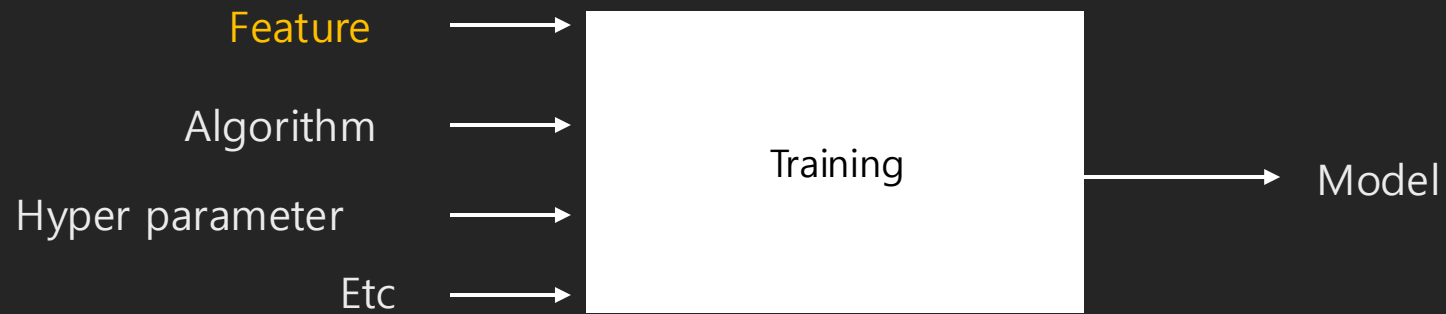 Feature
Algorithm
Hyper parameter
Etc
Training
Model